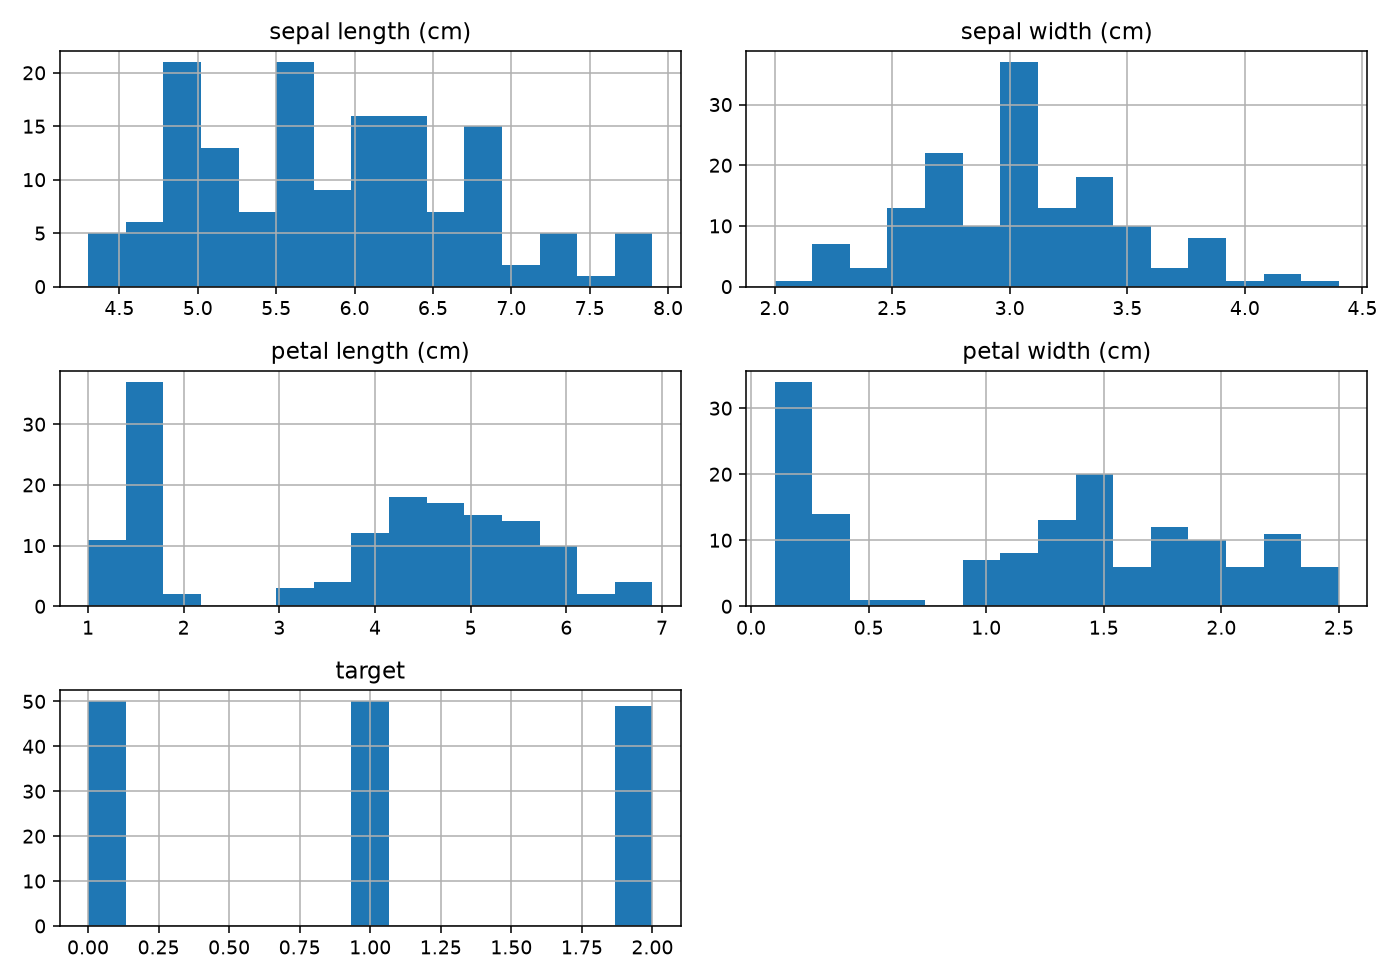 sepal length (cm)
20
15
10
5
0
4.5 5.0 5.5 6.0 6.5 7.0 7.5 8.0
sepal width (cm)
30
20
10
0
2.0 2.5 3.0 3.5 4.0 4.5
petal length (cm)
30
20
10
0
1 2 3 4 5 6 7
petal width (cm)
30
20
10
0
0.0 0.5 1.0 1.5 2.0 2.5
target
50
40
30
20
10
0
0.00 0.25 0.50 0.75 1.00 1.25 1.50 1.75 2.00